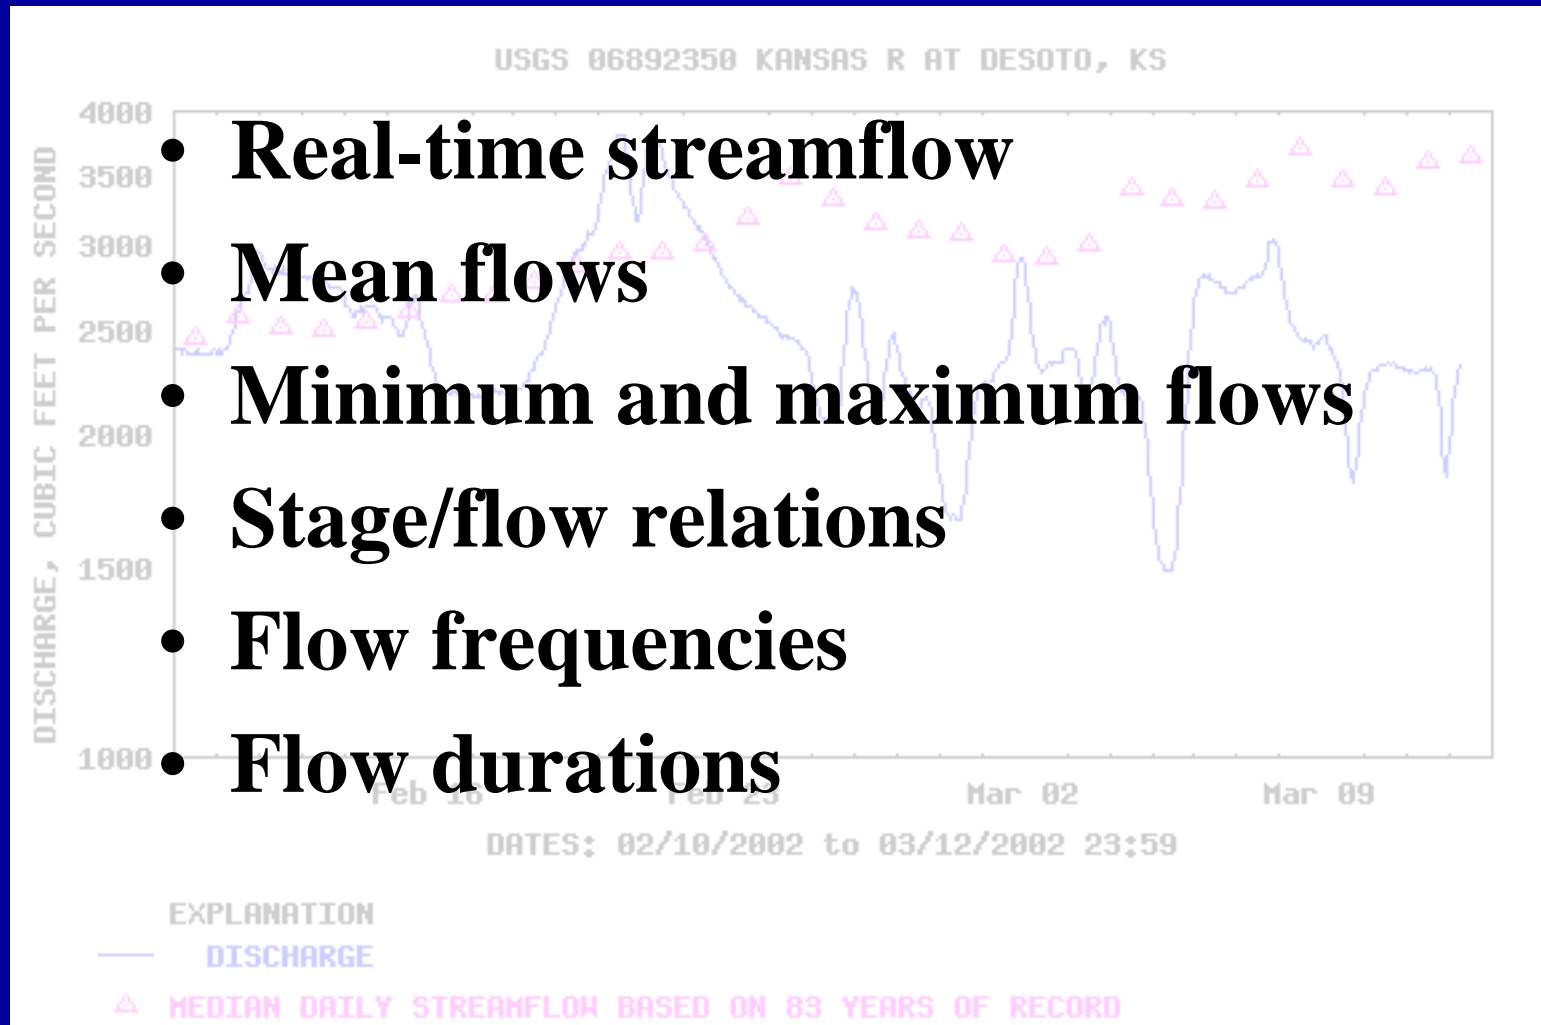 USGS 06892350 KANSAS R AT DESOTO, KS
DISCHARGE, CUBIC FEET PER SECOND
4000
3500
3000
2500
2000
1500
1000
• Real-time streamflow
• Mean flows
• Minimum and maximum flows
• Stage/flow relations
• Flow frequencies
• Flow durations
Feb 16 Feb 23 Mar 02 Mar 09
DATES: 02/10/2002 to 03/12/2002 23:59
EXPLANATION
DISCHARGE
MEDIAN DAILY STREAMFLOW BASED ON 83 YEARS OF RECORD